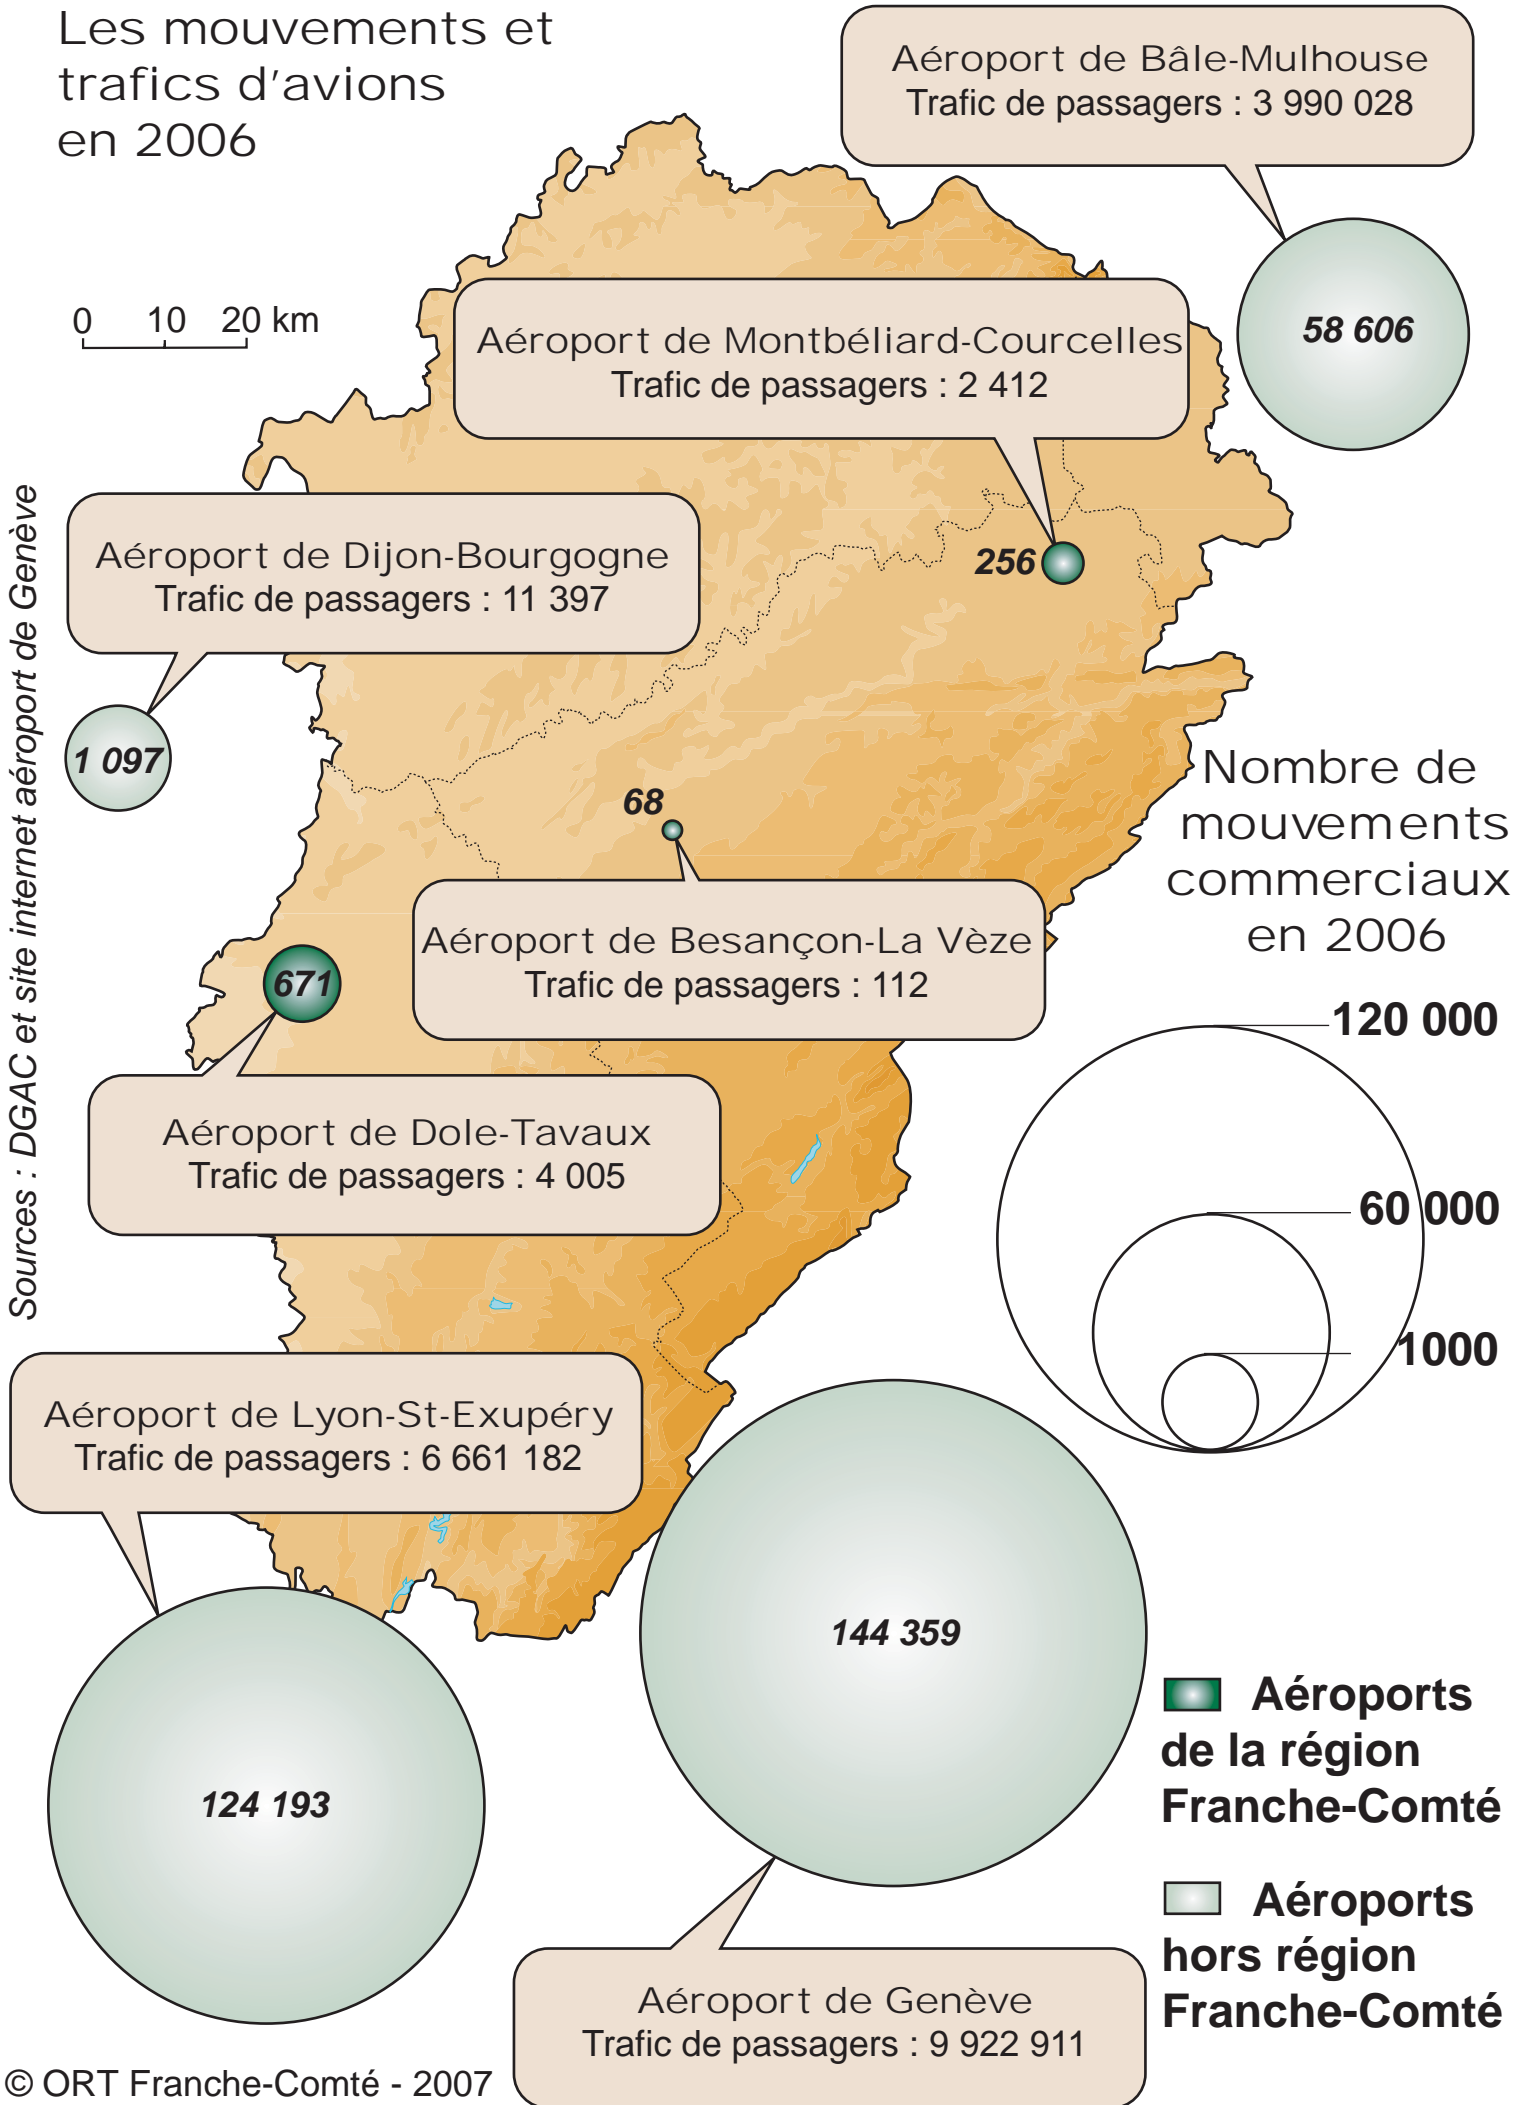 Les mouvements et
trafics d'avions
en 2006
Aéroport de Bâle-Mulhouse
Trafic de passagers : 3 990 028
58 606
0 10 20 km
Aéroport de Montbéliard-Courcelles
Trafic de passagers : 2 412
256
Aéroport de Dijon-Bourgogne
Trafic de passagers : 11 397
1 097
68
Aéroport de Besançon-La Vèze
Trafic de passagers : 112
671
Aéroport de Dole-Tavaux
Trafic de passagers : 4 005
Nombre de
mouvements
commerciaux
en 2006
120 000
60 000
1000
Aéroport de Lyon-St-Exupéry
Trafic de passagers : 6 661 182
124 193
144 359
Aéroport de Genève
Trafic de passagers : 9 922 911
Aéroports
de la région
Franche-Comté
Aéroports
hors région
Franche-Comté
Sources : DGAC et site internet aéroport de Genève
© ORT Franche-Comté - 2007